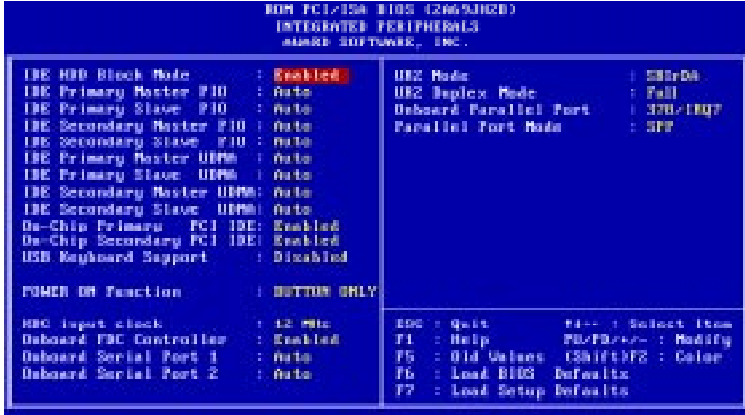 ROM PCI/ISA BIOS (2A69JHZB)
INTEGRATED PERIPHERALS
AWARD SOFTWARE, INC.
IDE HDD Block Mode : Enabled
IDE Primary Master PIO : Auto
IDE Primary Slave PIO : Auto
IDE Secondary Master PIO : Auto
IDE Secondary Slave PIO : Auto
IDE Primary Master UDMA : Auto
IDE Primary Slave UDMA : Auto
IDE Secondary Master UDMA: Auto
IDE Secondary Slave UDMA: Auto
On-Chip Primary PCI IDE: Enabled
On-Chip Secondary PCI IDE: Enabled
USB Keyboard Support : Disabled
POWER ON Function : BUTTON ONLY
KBC input clock : 12 MHz
Onboard FDC Controller : Enabled
Onboard Serial Port 1 : Auto
Onboard Serial Port 2 : Auto
UR2 Mode : SBIrDA
UR2 Duplex Mode : Full
Onboard Parallel Port : 378/IRQ7
Parallel Port Mode : SPP
ESC : Quit ↑↓→← : Select Item
F1 : Help PU/PD/+/- : Modify
F5 : Old Values (Shift)F2 : Color
F6 : Load BIOS Defaults
F7 : Load Setup Defaults